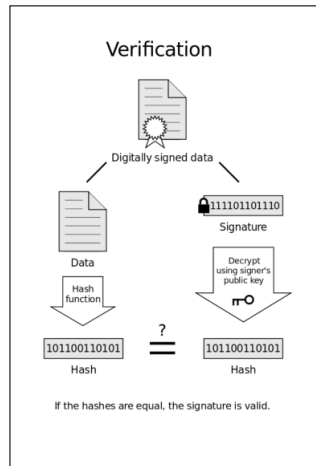 Verification
Digitally signed data
111101101110
Signature
Data
Decrypt
using signer's
public key
Hash
function
?
101100110101
101100110101
Hash
Hash
If the hashes are equal, the signature is valid.